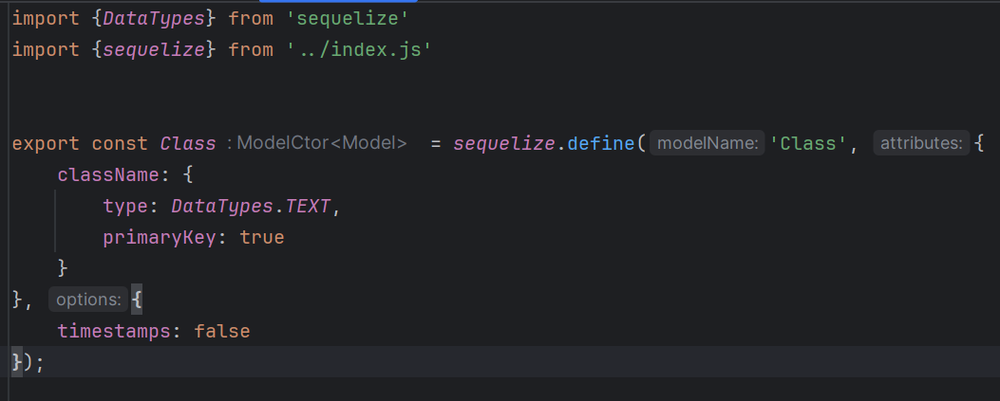 import {DataTypes} from 'sequelize'
import {sequelize} from '../index.js'
export const Class : ModelCtor<Model> = sequelize.define( modelName: 'Class', attributes: {
    className: {
        type: DataTypes.TEXT,
        primaryKey: true
    }
}, options: {
    timestamps: false
});